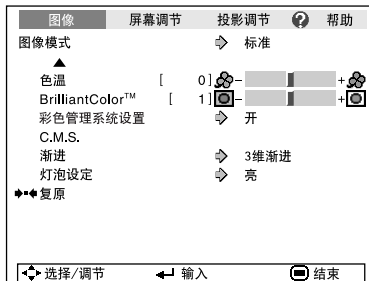 图像 屏幕调节 投影调节 ? 帮助
图像模式 标准
色温 [ 0] - +
BrilliantColor™ [ 1] - +
彩色管理系统设置 开
C.M.S.
渐进 3维渐进
灯泡设定 亮
复原
选择/调节 输入 结束